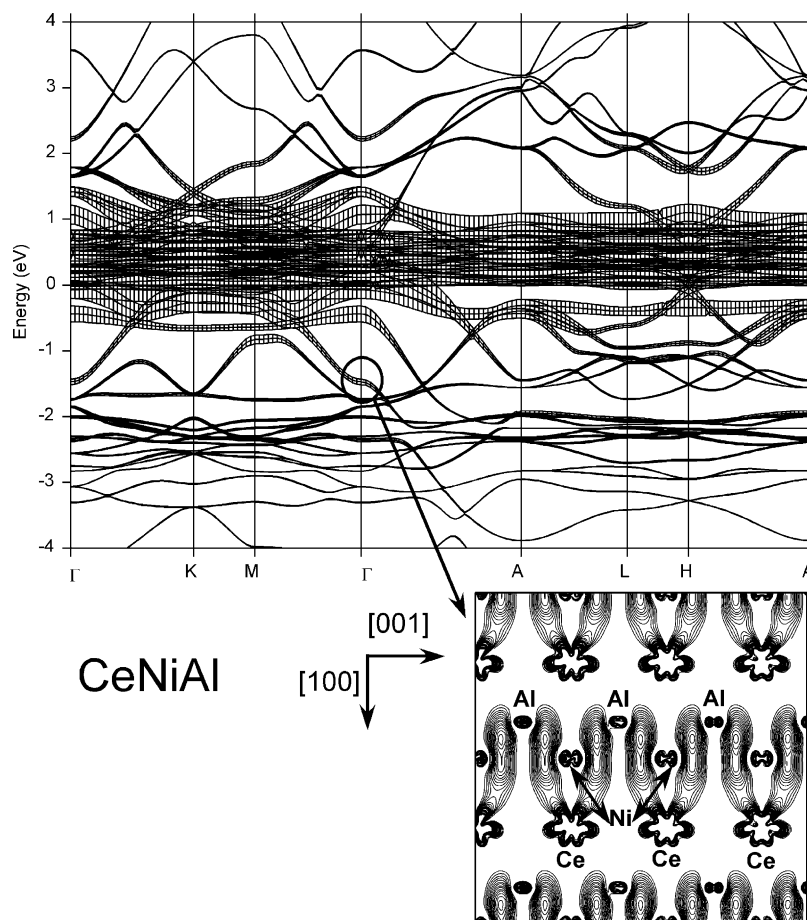 4
3
2
1
0
-1
-2
-3
-4
Energy (eV)
Γ K M Γ A L H A
CeNiAl
[001]
[100]
Al Al Al
Ni
Ce Ce Ce